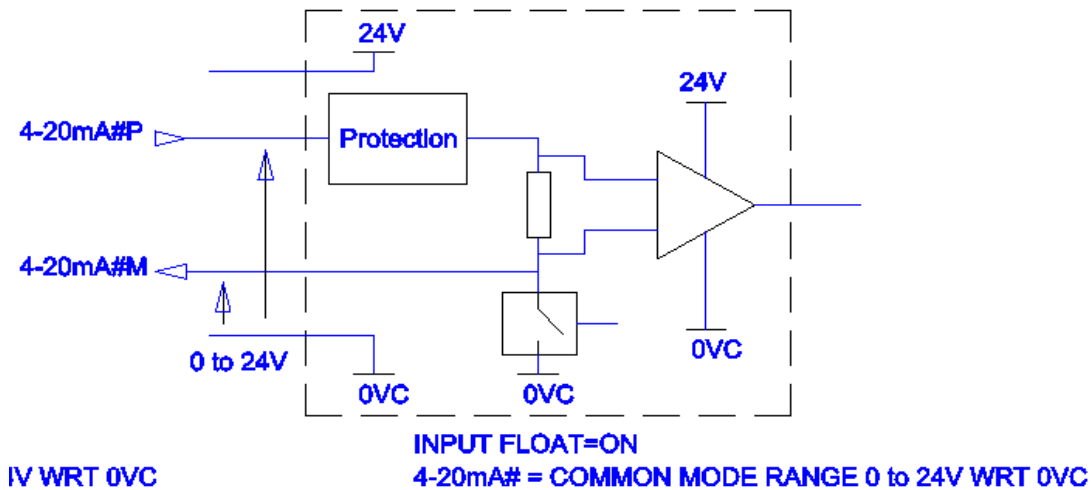 24V
24V
4-20mA#P
Protection
4-20mA#M
0 to 24V
0VC
0VC
0VC
INPUT FLOAT=ON
V WRT 0VC
4-20mA# = COMMON MODE RANGE 0 to 24V WRT 0VC